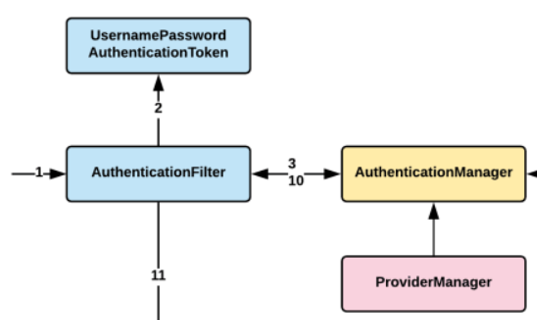 UsernamePassword
AuthenticationToken
2
1
AuthenticationFilter
3
10
AuthenticationManager
11
ProviderManager